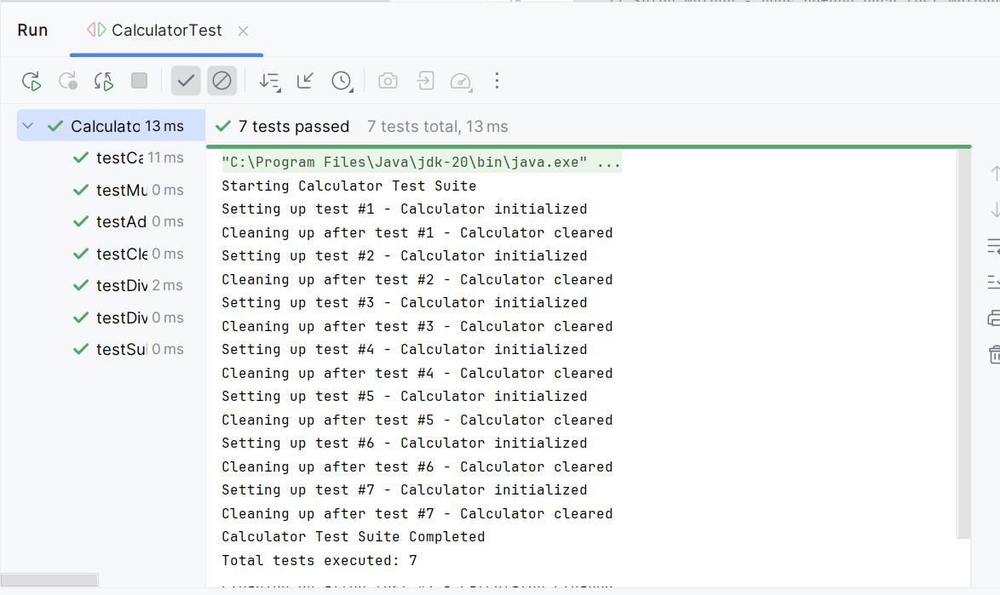 Run CalculatorTest
Calculato 13 ms
testCa 11 ms
testMu 0 ms
testAd 0 ms
testCle 0 ms
testDiv 2 ms
testDiv 0 ms
testSu 0 ms
7 tests passed 7 tests total, 13 ms
"C:\Program Files\Java\jdk-20\bin\java.exe" ...
Starting Calculator Test Suite
Setting up test #1 - Calculator initialized
Cleaning up after test #1 - Calculator cleared
Setting up test #2 - Calculator initialized
Cleaning up after test #2 - Calculator cleared
Setting up test #3 - Calculator initialized
Cleaning up after test #3 - Calculator cleared
Setting up test #4 - Calculator initialized
Cleaning up after test #4 - Calculator cleared
Setting up test #5 - Calculator initialized
Cleaning up after test #5 - Calculator cleared
Setting up test #6 - Calculator initialized
Cleaning up after test #6 - Calculator cleared
Setting up test #7 - Calculator initialized
Cleaning up after test #7 - Calculator cleared
Calculator Test Suite Completed
Total tests executed: 7